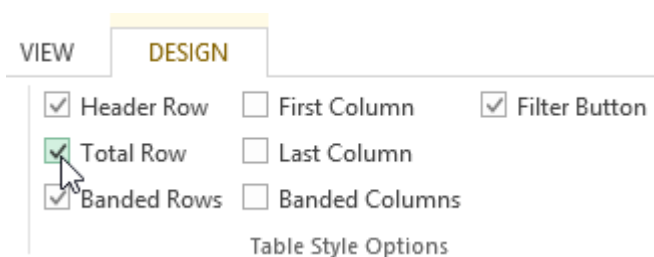 VIEW DESIGN
Header Row First Column Filter Button
Total Row Last Column
Banded Rows Banded Columns
Table Style Options